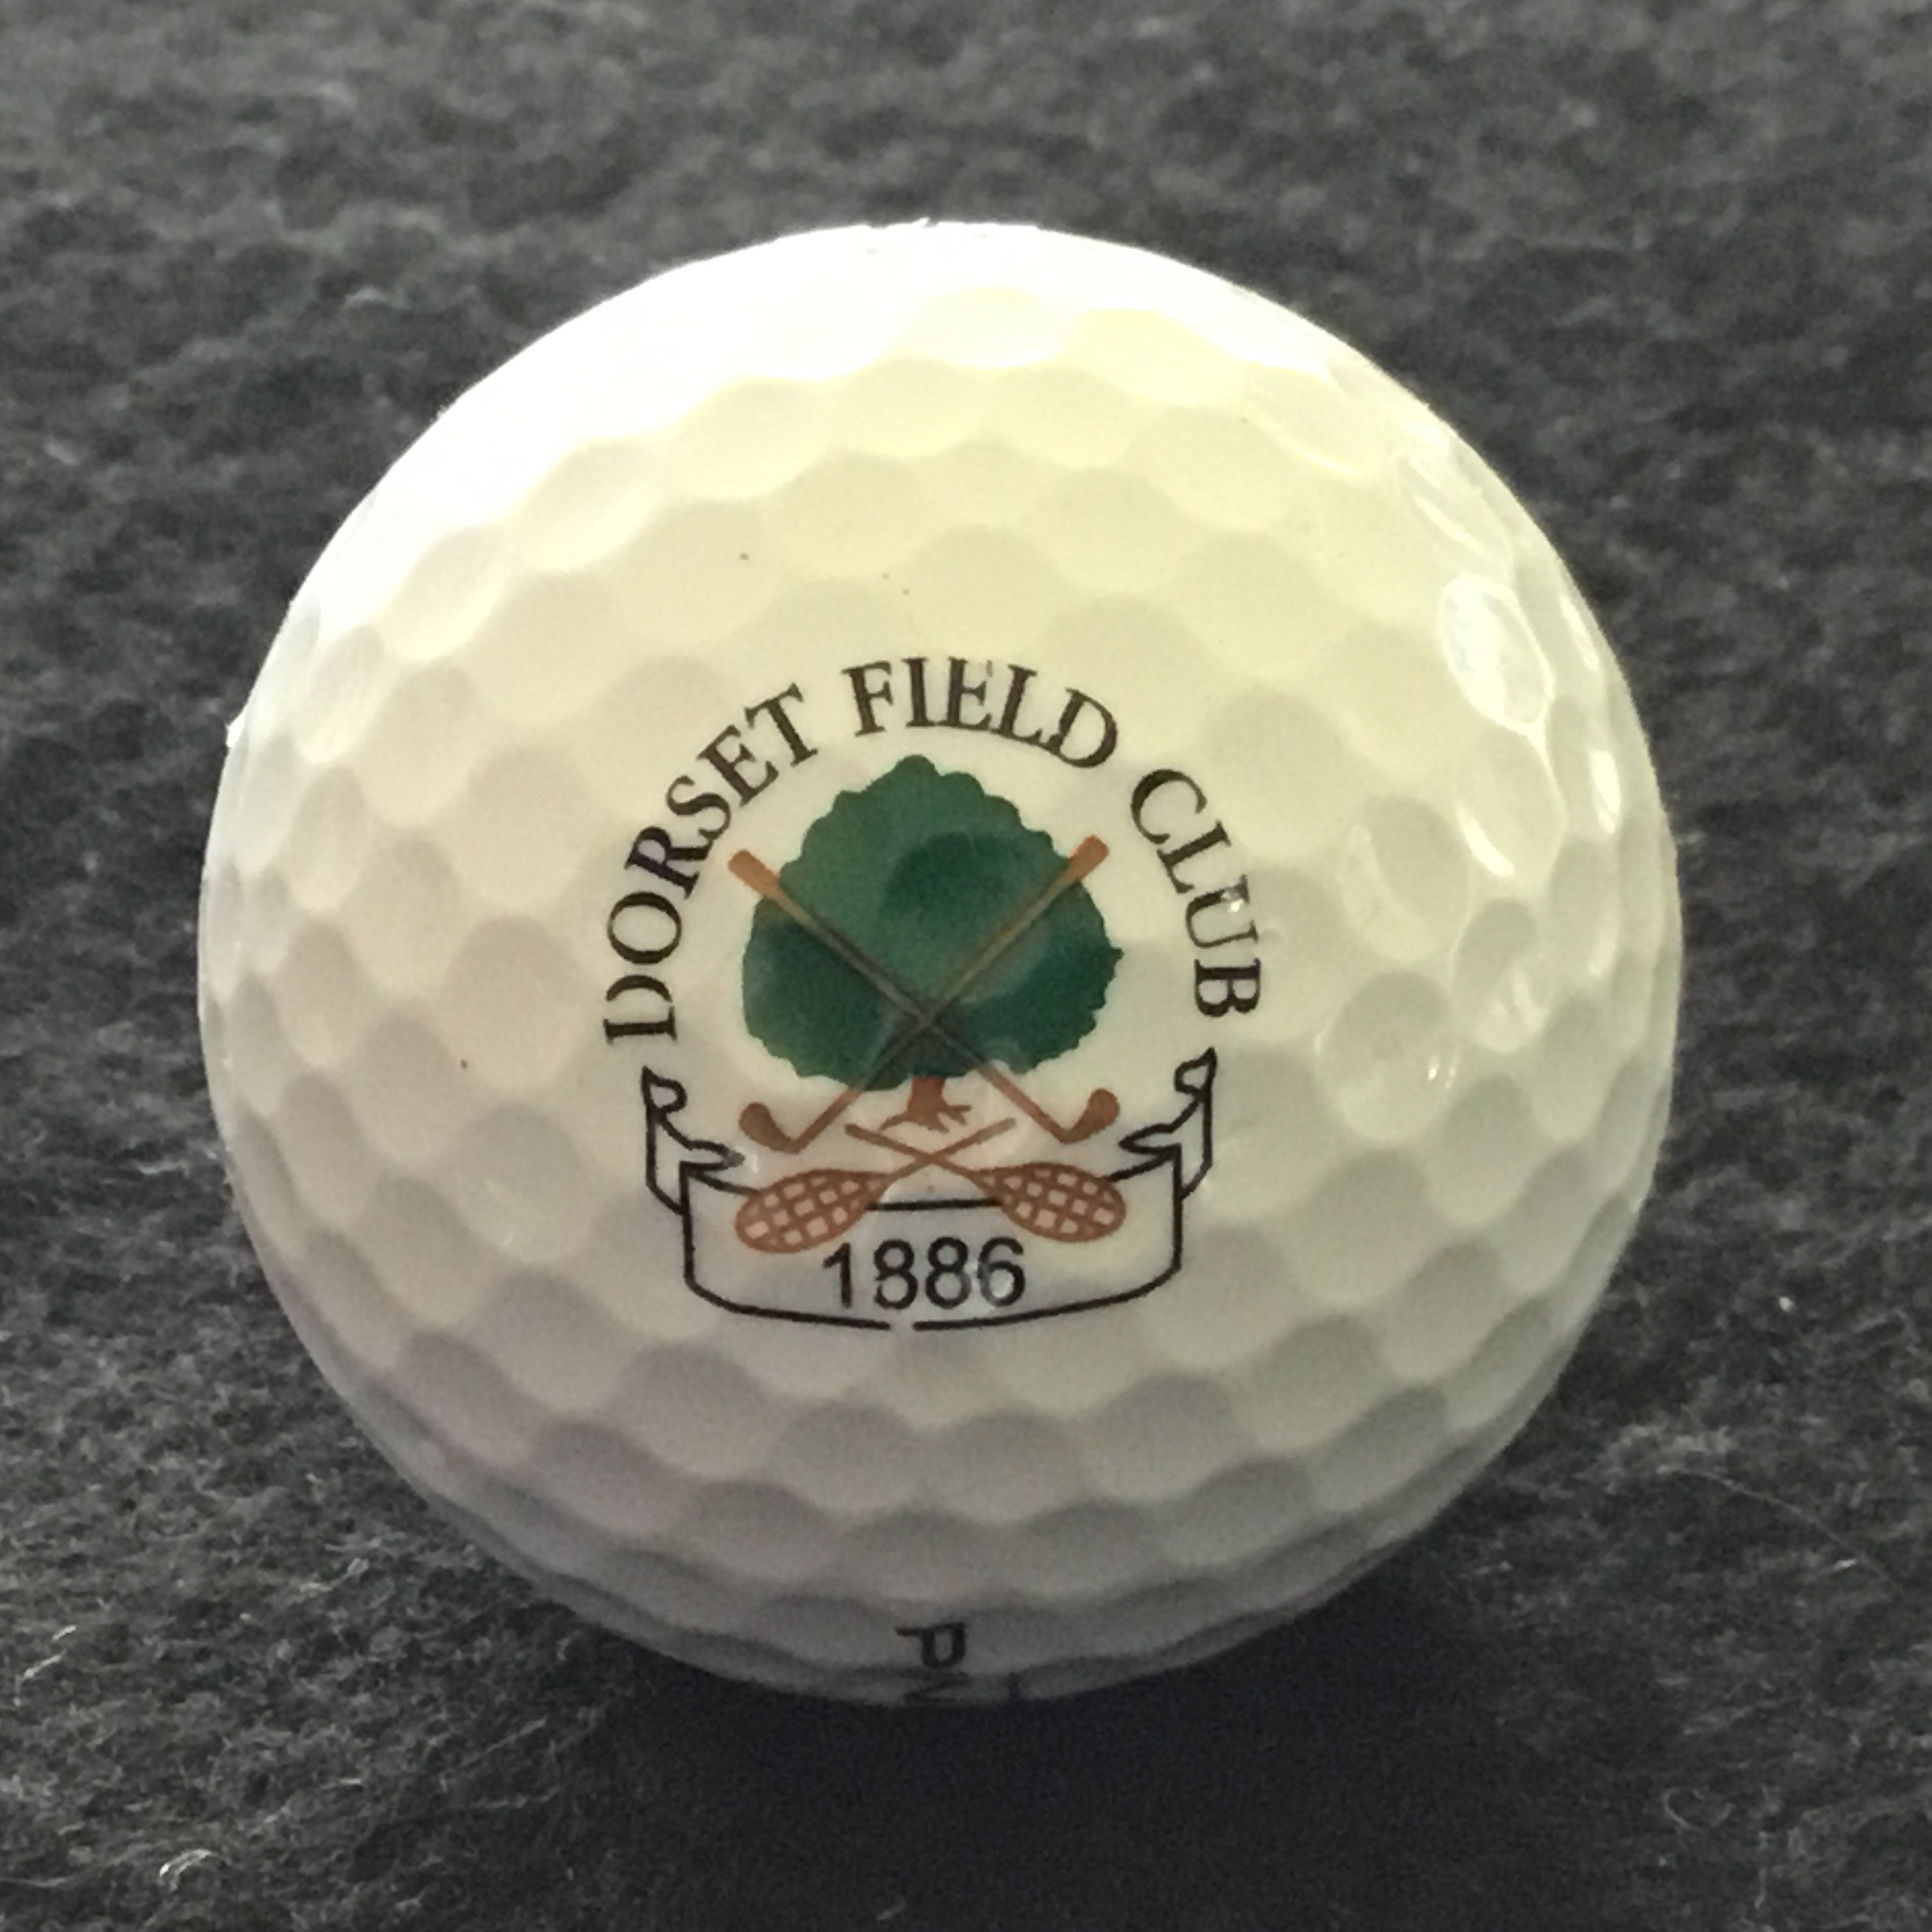 DORSET FIELD CLUB
1886
P